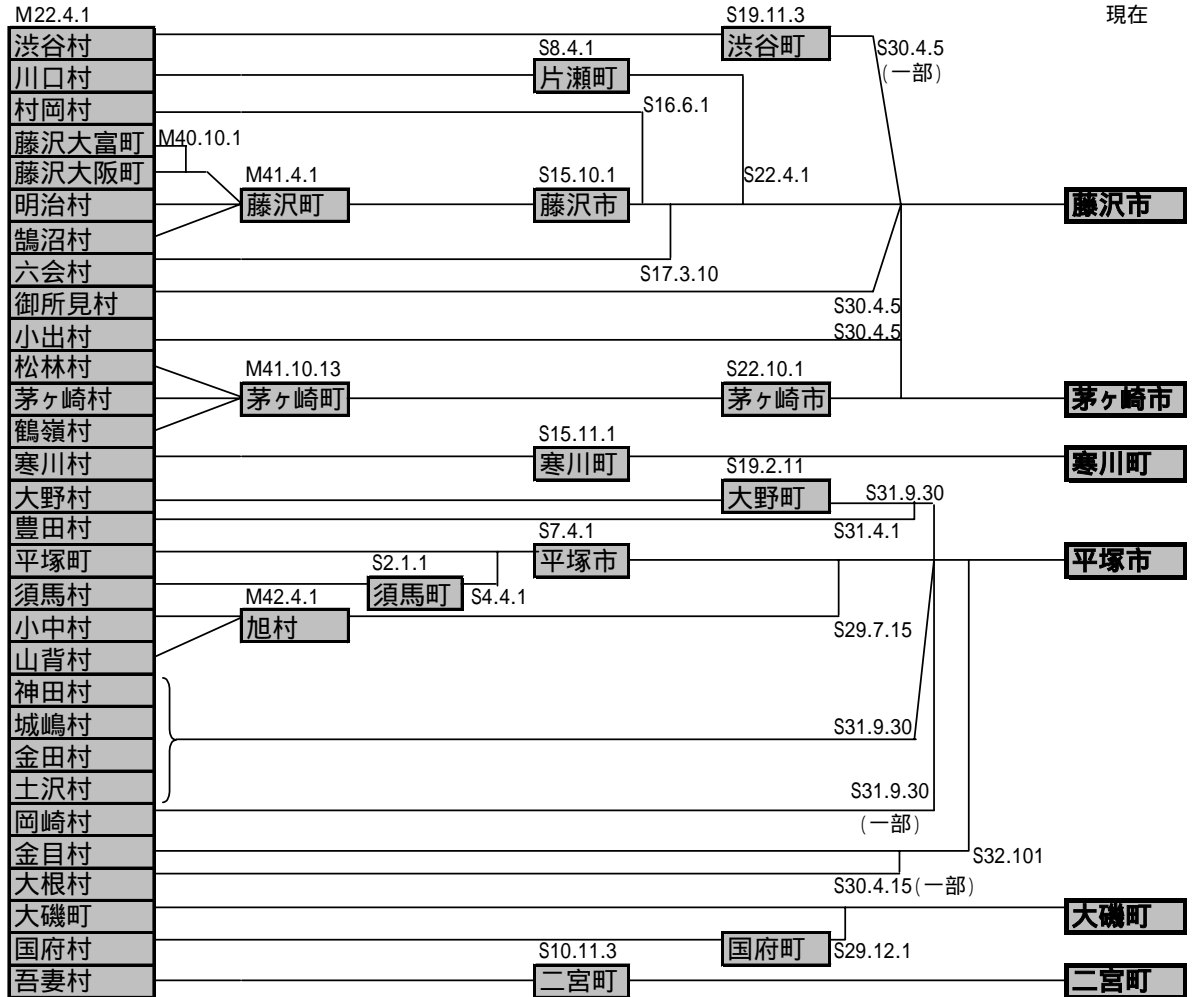 M22.4.1
S19.11.3
現在
渋谷村
渋谷町
S30.4.5
(一部)
S8.4.1
川口村
片瀬町
村岡村
S16.6.1
藤沢大富町
M40.10.1
藤沢大阪町
M41.4.1
S15.10.1
S22.4.1
明治村
藤沢町
藤沢市
藤沢市
鵠沼村
六会村
S17.3.10
御所見村
S30.4.5
小出村
S30.4.5
松林村
M41.10.13
S22.10.1
茅ヶ崎村
茅ヶ崎町
茅ヶ崎市
茅ヶ崎市
鶴嶺村
S15.11.1
寒川村
寒川町
寒川町
S19.2.11
大野村
大野町
S31.9.30
豊田村
S31.4.1
S7.4.1
平塚町
平塚市
平塚市
S2.1.1
須馬村
須馬町
S4.4.1
M42.4.1
小中村
旭村
S29.7.15
山背村
神田村
城嶋村
S31.9.30
金田村
土沢村
S31.9.30
岡崎村
(一部)
金目村
S32.101
大根村
S30.4.15(一部)
大磯町
大磯町
国府村
国府町
S29.12.1
S10.11.3
吾妻村
二宮町
二宮町